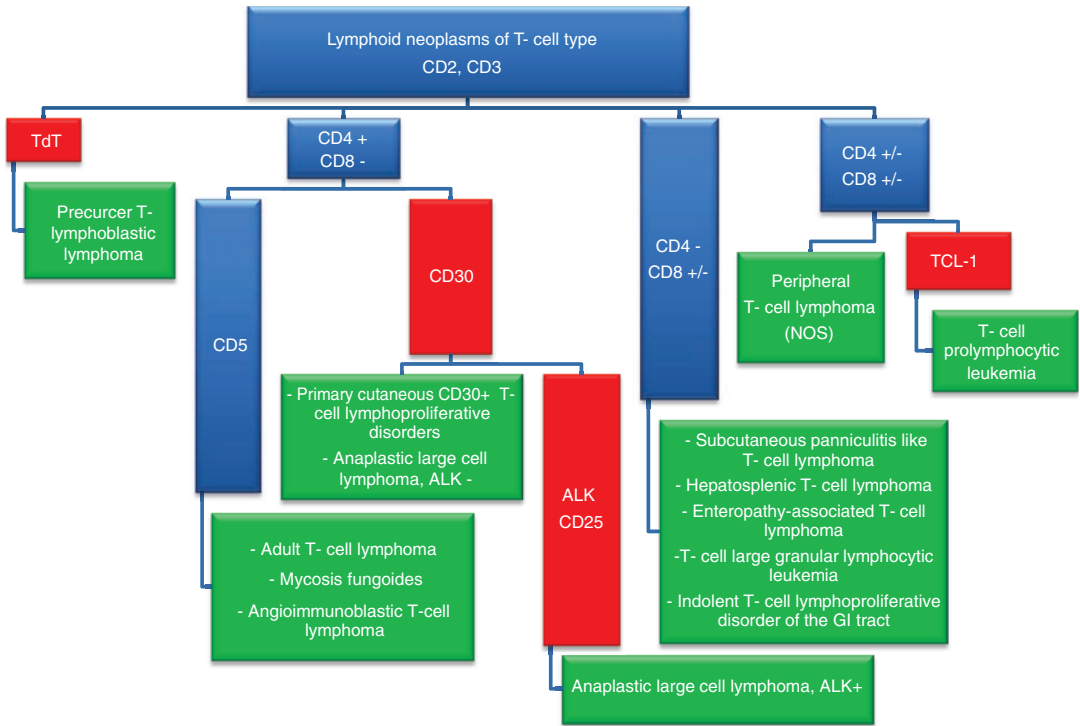 Lymphoid neoplasms of T- cell type
CD2, CD3
TdT
Precurcer T-
lymphoblastic
lymphoma
CD4 +
CD8 -
CD5
- Adult T- cell lymphoma
- Mycosis fungoides
- Angioimmunoblastic T-cell
lymphoma
CD30
- Primary cutaneous CD30+ T-
cell lymphoproliferative
disorders
- Anaplastic large cell
lymphoma, ALK -
ALK
CD25
Anaplastic large cell lymphoma, ALK+
CD4 -
CD8 +/-
- Subcutaneous panniculitis like
T- cell lymphoma
- Hepatosplenic T- cell lymphoma
- Enteropathy-associated T- cell
lymphoma
-T- cell large granular lymphocytic
leukemia
- Indolent T- cell lymphoproliferative
disorder of the GI tract
CD4 +/-
CD8 +/-
Peripheral
T- cell lymphoma
(NOS)
TCL-1
T- cell
prolymphocytic
leukemia